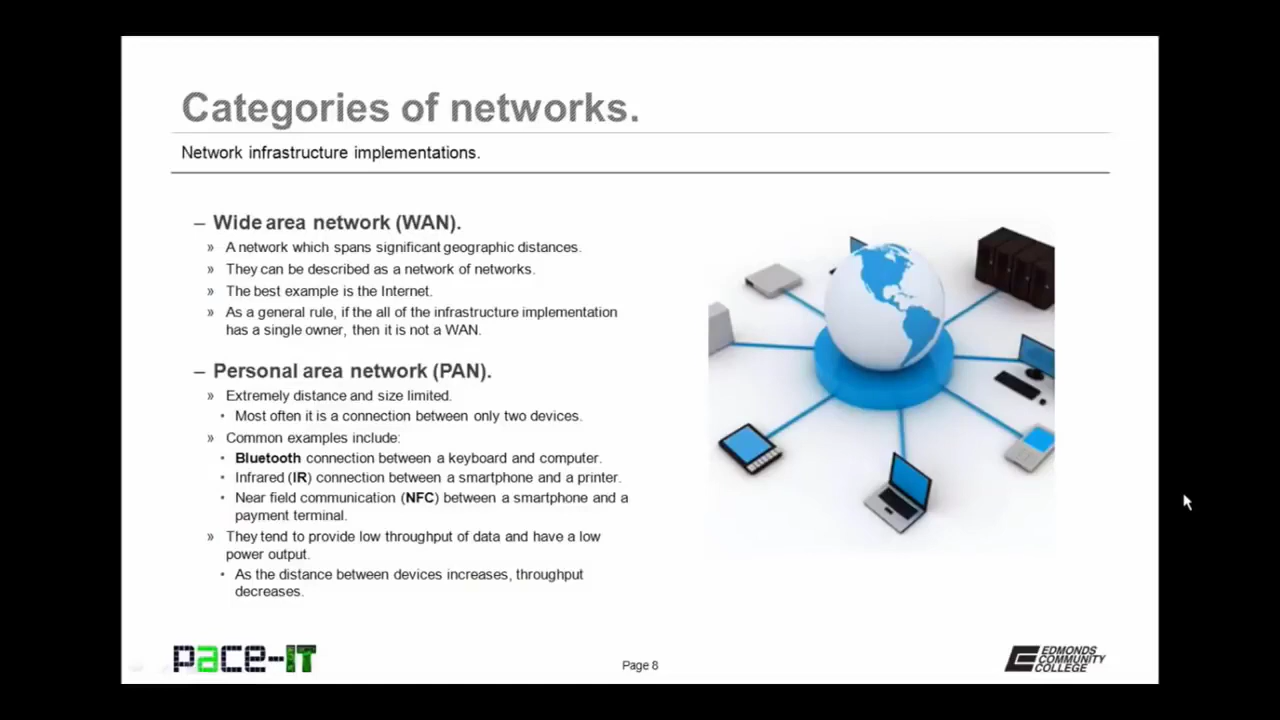 Categories of networks.
Network infrastructure implementations.
– Wide area network (WAN).
» A network which spans significant geographic distances.
» They can be described as a network of networks.
» The best example is the Internet.
» As a general rule, if the all of the infrastructure implementation
has a single owner, then it is not a WAN.
– Personal area network (PAN).
» Extremely distance and size limited.
• Most often it is a connection between only two devices.
» Common examples include:
• Bluetooth connection between a keyboard and computer.
• Infrared (IR) connection between a smartphone and a printer.
• Near field communication (NFC) between a smartphone and a
payment terminal.
» They tend to provide low throughput of data and have a low
power output.
• As the distance between devices increases, throughput
decreases.
pace-IT
Page 8
EDMONDS
COMMUNITY
COLLEGE